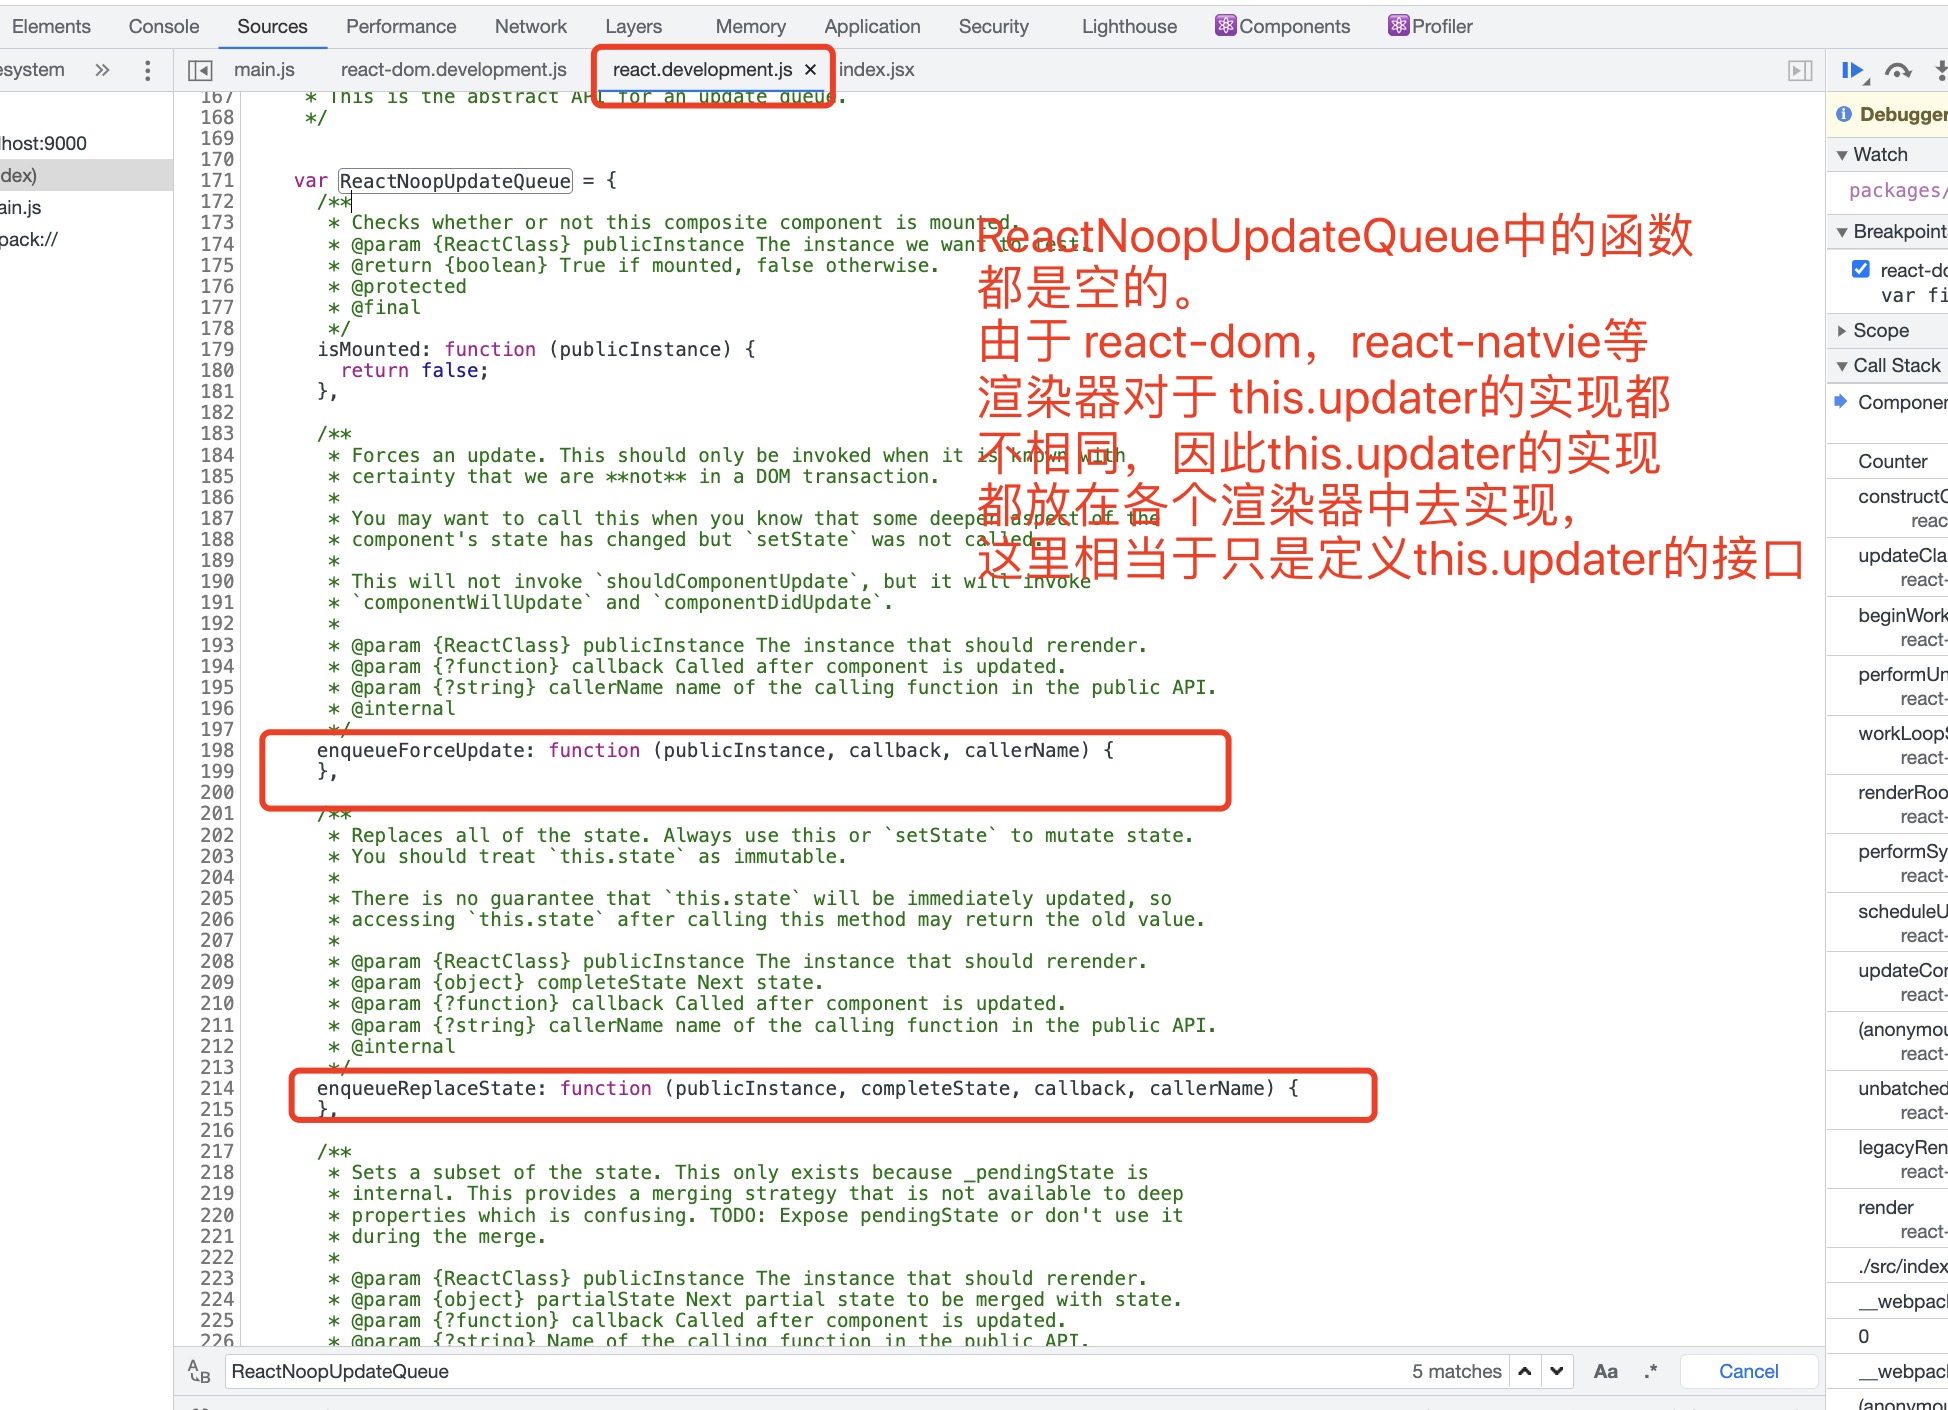 Elements Console Sources Performance Network Layers Memory Application Security Lighthouse Components Profiler
esystem » main.js react-dom.development.js react.development.js × index.jsx
lhost:9000
dex)
ain.js
pack://
167 * This is the abstract API for an update queue.
168 */
169
170
171 var ReactNoopUpdateQueue = {
172 /**
173 * Checks whether or not this composite component is mounted.
174 * @param {ReactClass} publicInstance The instance we want to test.
175 * @return {boolean} True if mounted, false otherwise.
176 * @protected
177 * @final
178 */
179 isMounted: function (publicInstance) {
180 return false;
181 },
182
183 /**
184 * Forces an update. This should only be invoked when it is known with
185 * certainty that we are **not** in a DOM transaction.
186 *
187 * You may want to call this when you know that some deeper aspect of the
188 * component's state has changed but `setState` was not called.
189 *
190 * This will not invoke `shouldComponentUpdate`, but it will invoke
191 * `componentWillUpdate` and `componentDidUpdate`.
192 *
193 * @param {ReactClass} publicInstance The instance that should rerender.
194 * @param {?function} callback Called after component is updated.
195 * @param {?string} callerName name of the calling function in the public API.
196 * @internal
197 */
198 enqueueForceUpdate: function (publicInstance, callback, callerName) {
199 },
200
201 /**
202 * Replaces all of the state. Always use this or `setState` to mutate state.
203 * You should treat `this.state` as immutable.
204 *
205 * There is no guarantee that `this.state` will be immediately updated, so
206 * accessing `this.state` after calling this method may return the old value.
207 *
208 * @param {ReactClass} publicInstance The instance that should rerender.
209 * @param {object} completeState Next state.
210 * @param {?function} callback Called after component is updated.
211 * @param {?string} callerName name of the calling function in the public API.
212 * @internal
213 */
214 enqueueReplaceState: function (publicInstance, completeState, callback, callerName) {
215 },
216
217 /**
218 * Sets a subset of the state. This only exists because _pendingState is
219 * internal. This provides a merging strategy that is not available to deep
220 * properties which is confusing. TODO: Expose pendingState or don't use it
221 * during the merge.
222 *
223 * @param {ReactClass} publicInstance The instance that should rerender.
224 * @param {object} partialState Next partial state to be merged with state.
225 * @param {?function} callback Called after component is updated.
226 * @param {?string} Name of the calling function in the public API.
ReactNoopUpdateQueue中的函数
都是空的。
由于 react-dom，react-natvie等
渲染器对于 this.updater的实现都
不相同，因此this.updater的实现
都放在各个渲染器中去实现，
这里相当于只是定义this.updater的接口
Debugger
Watch
packages/
Breakpoint
react-do
var fi
Scope
Call Stack
Componen
Counter
constructC
reac
updateCla
react-
beginWork
react-
performUn
react-
workLoopS
react-
renderRoo
react-
performSy
react-
scheduleU
react-
updateCon
react-
(anonymou
react-
unbatched
react-
legacyRen
react-
render
react-
./src/index
__webpack
0
__webpack
(anonymou
ReactNoopUpdateQueue 5 matches Aa .* Cancel